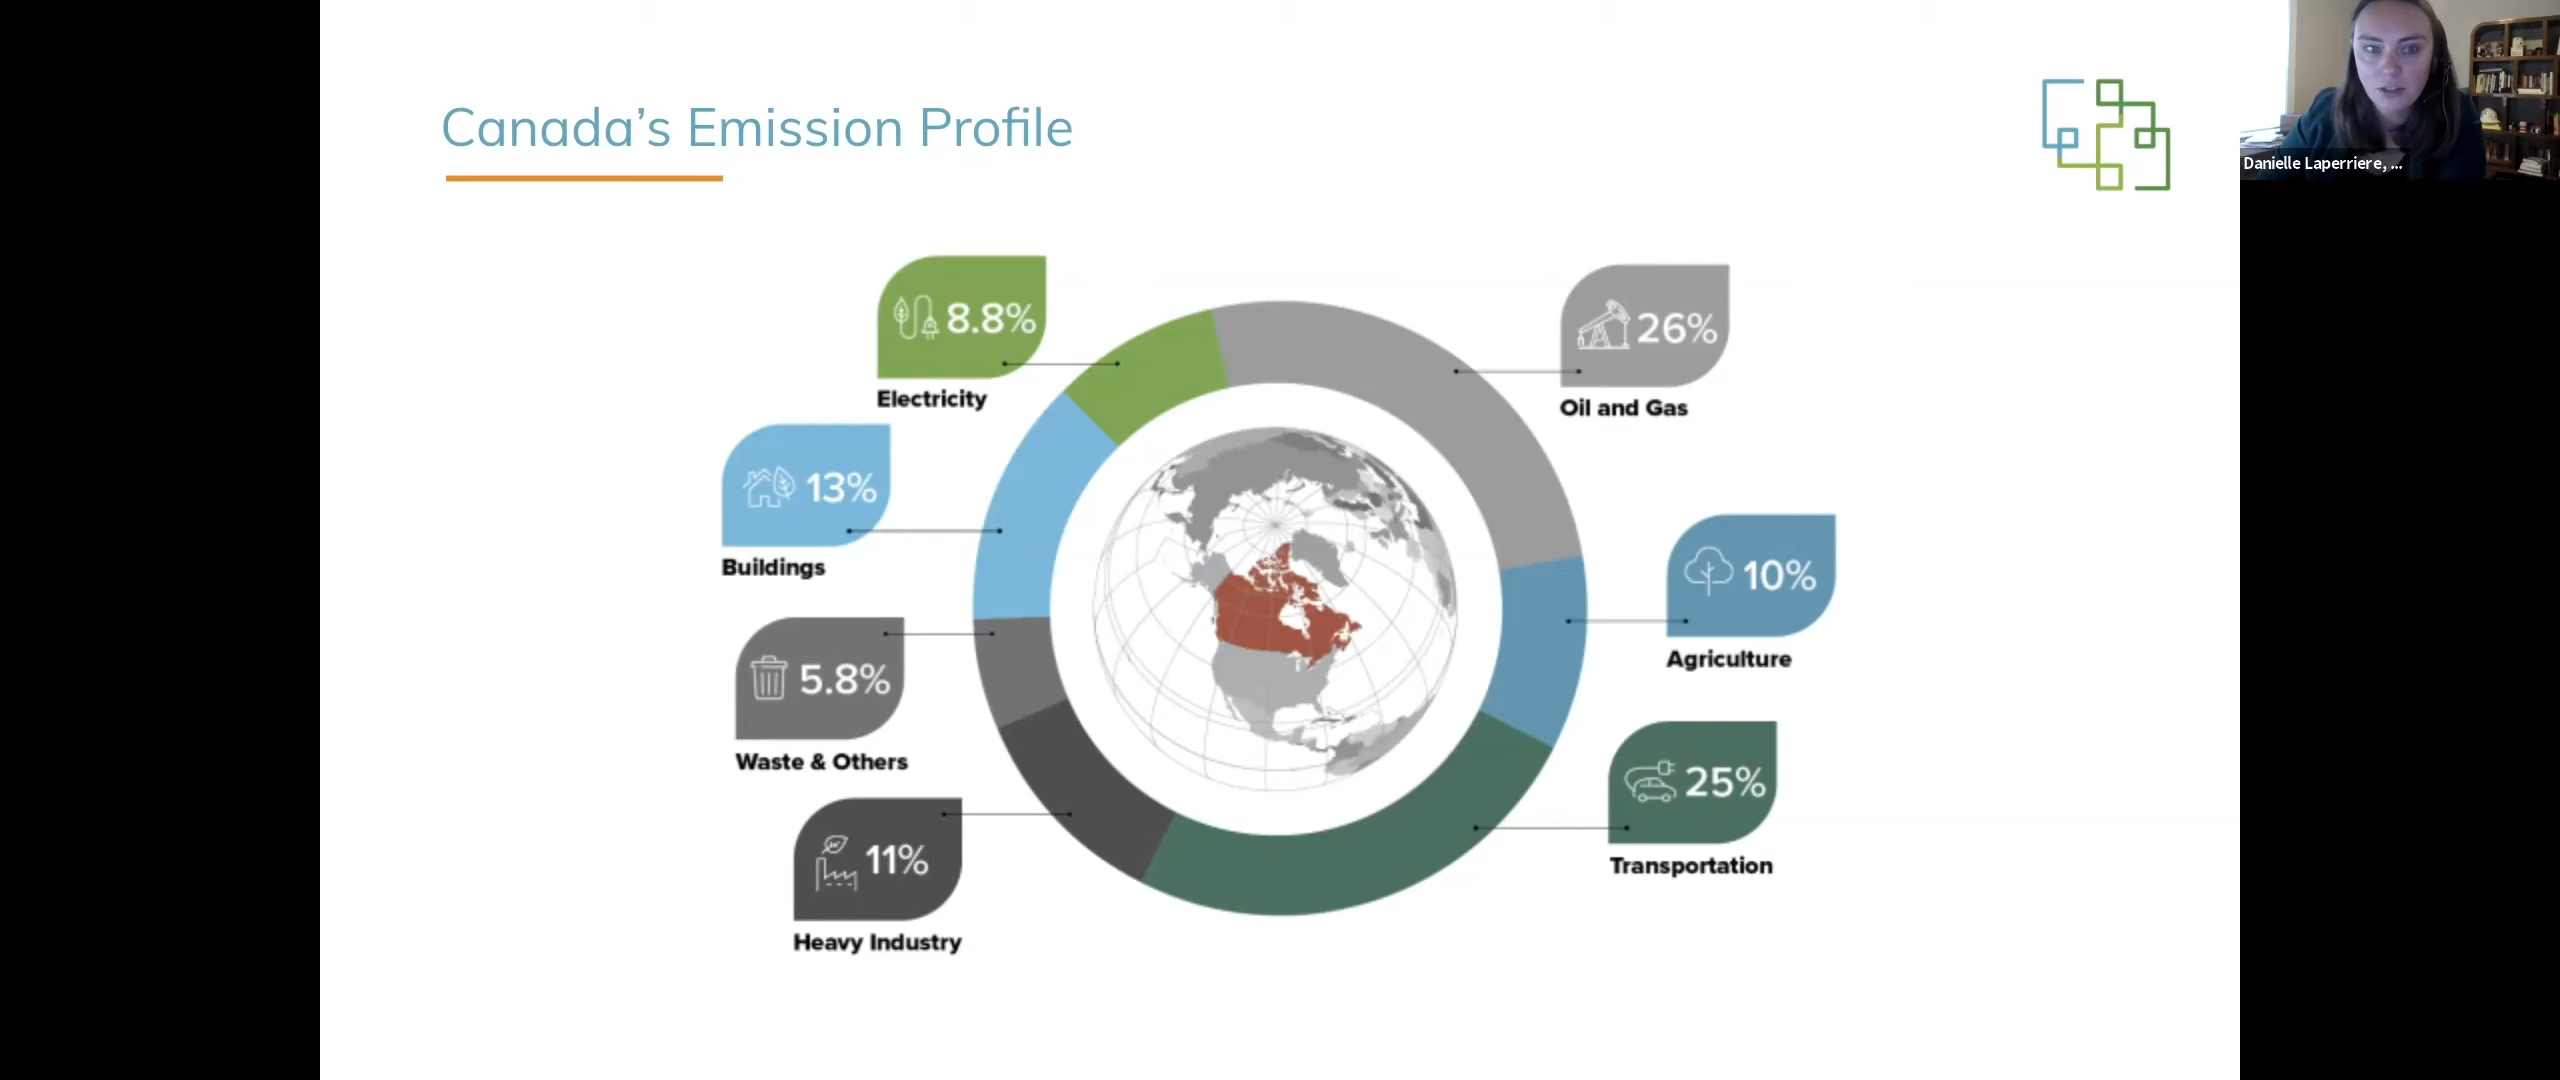 Canada's Emission Profile
Danielle Laperriere, ...
8.8%
Electricity
26%
Oil and Gas
13%
Buildings
10%
Agriculture
5.8%
Waste & Others
25%
Transportation
11%
Heavy Industry